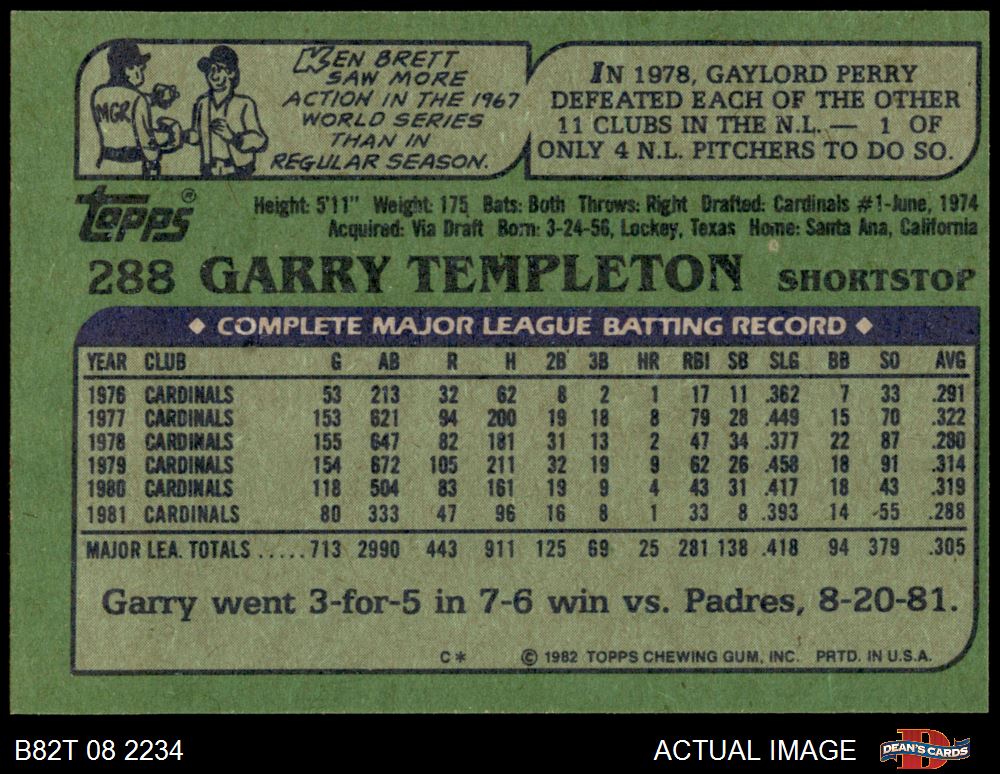 MGR
KEN BRETT
SAW MORE
ACTION IN THE 1967
WORLD SERIES
THAN IN
REGULAR SEASON.
IN 1978, GAYLORD PERRY
DEFEATED EACH OF THE OTHER
11 CLUBS IN THE N.L. — 1 OF
ONLY 4 N.L. PITCHERS TO DO SO.
Topps®
Height: 5'11" Weight: 175 Bats: Both Throws: Right Drafted: Cardinals #1-June, 1974
Acquired: Via Draft Born: 3-24-56, Lockey, Texas Home: Santa Ana, California
288 GARRY TEMPLETON SHORTSTOP
◆ COMPLETE MAJOR LEAGUE BATTING RECORD ◆
YEAR CLUB G AB R H 2B 3B HR RBI SB SLG BB SO AVG
1976 CARDINALS 53 213 32 62 8 2 1 17 11 .362 7 33 .291
1977 CARDINALS 153 621 94 200 19 18 8 79 28 .449 15 70 .322
1978 CARDINALS 155 647 82 181 31 13 2 47 34 .377 22 87 .280
1979 CARDINALS 154 672 105 211 32 19 9 62 26 .458 18 91 .314
1980 CARDINALS 118 504 83 161 19 9 4 43 31 .417 18 43 .319
1981 CARDINALS 80 333 47 96 16 8 1 33 8 .393 14 55 .288
MAJOR LEA. TOTALS .....713 2990 443 911 125 69 25 281 138 .418 94 379 .305
Garry went 3-for-5 in 7-6 win vs. Padres, 8-20-81.
C* © 1982 TOPPS CHEWING GUM, INC. PRTD. IN U.S.A.
B82T 08 2234 ACTUAL IMAGE DEAN'S CARDS